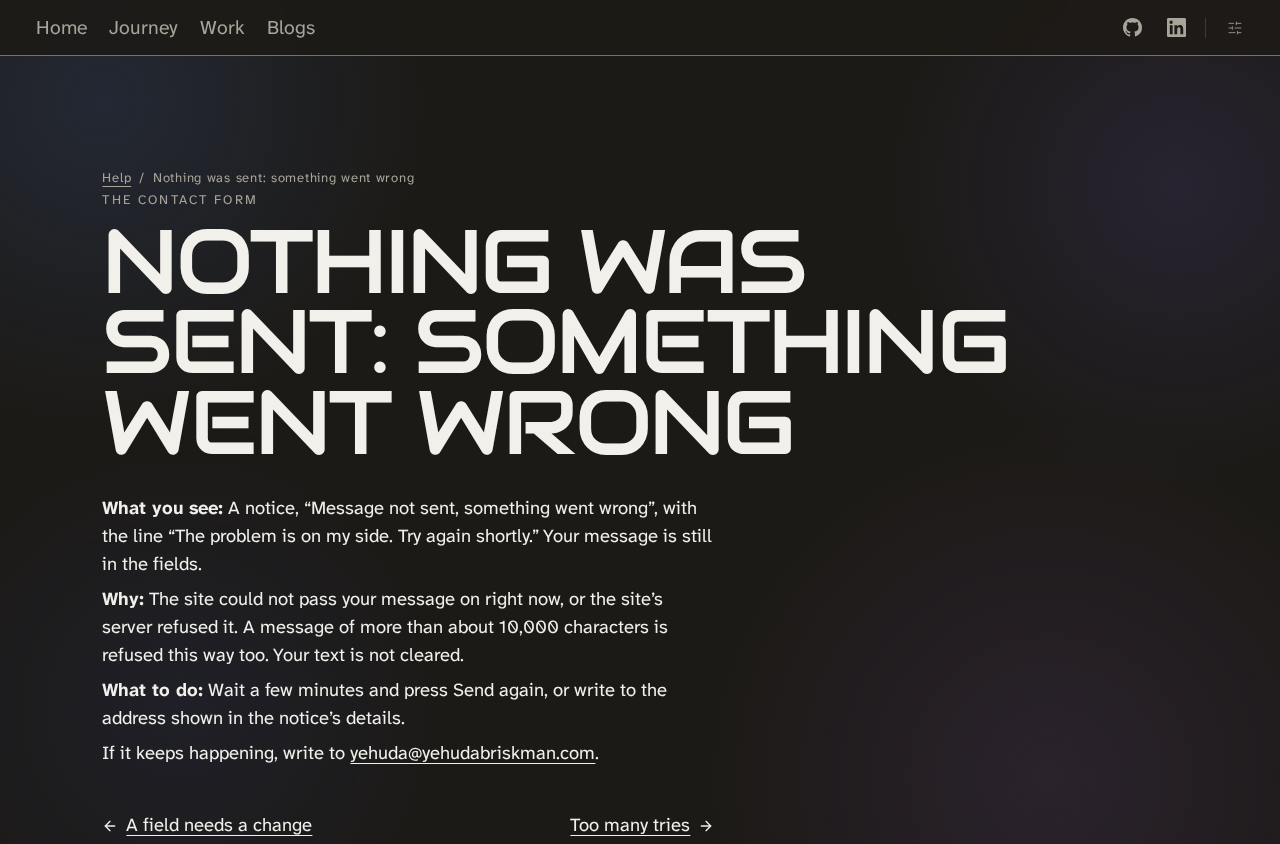 Home Journey Work Blogs
Help / Nothing was sent: something went wrong
THE CONTACT FORM
NOTHING WAS
SENT: SOMETHING
WENT WRONG
What you see: A notice, “Message not sent, something went wrong”, with
the line “The problem is on my side. Try again shortly.” Your message is still
in the fields.
Why: The site could not pass your message on right now, or the site’s
server refused it. A message of more than about 10,000 characters is
refused this way too. Your text is not cleared.
What to do: Wait a few minutes and press Send again, or write to the
address shown in the notice’s details.
If it keeps happening, write to yehuda@yehudabriskman.com.
← A field needs a change Too many tries →